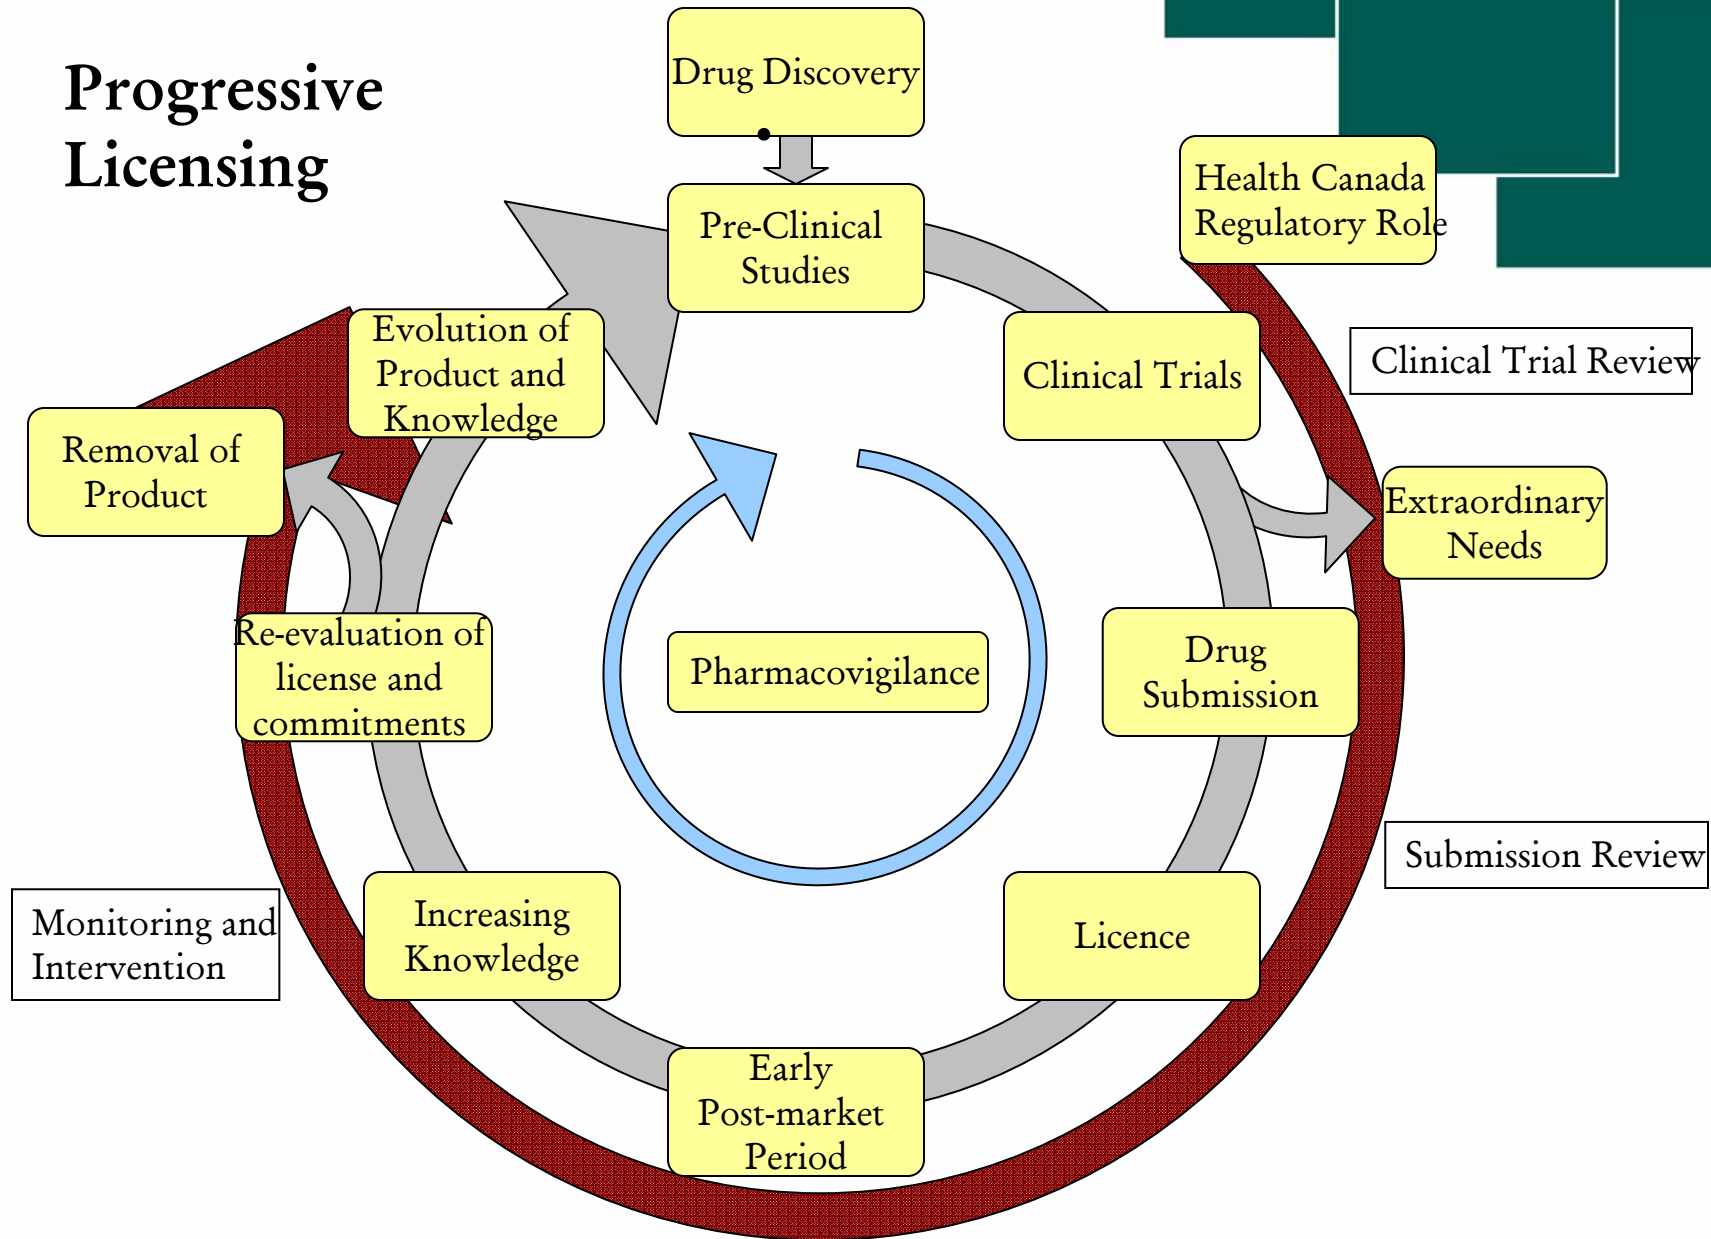 Progressive
Licensing
Drug Discovery
Pre-Clinical
Studies
Health Canada
Regulatory Role
Clinical Trials
Clinical Trial Review
Extraordinary
Needs
Drug
Submission
Submission Review
Licence
Early
Post-market
Period
Increasing
Knowledge
Monitoring and
Intervention
Re-evaluation of
license and
commitments
Removal of
Product
Evolution of
Product and
Knowledge
Pharmacovigilance